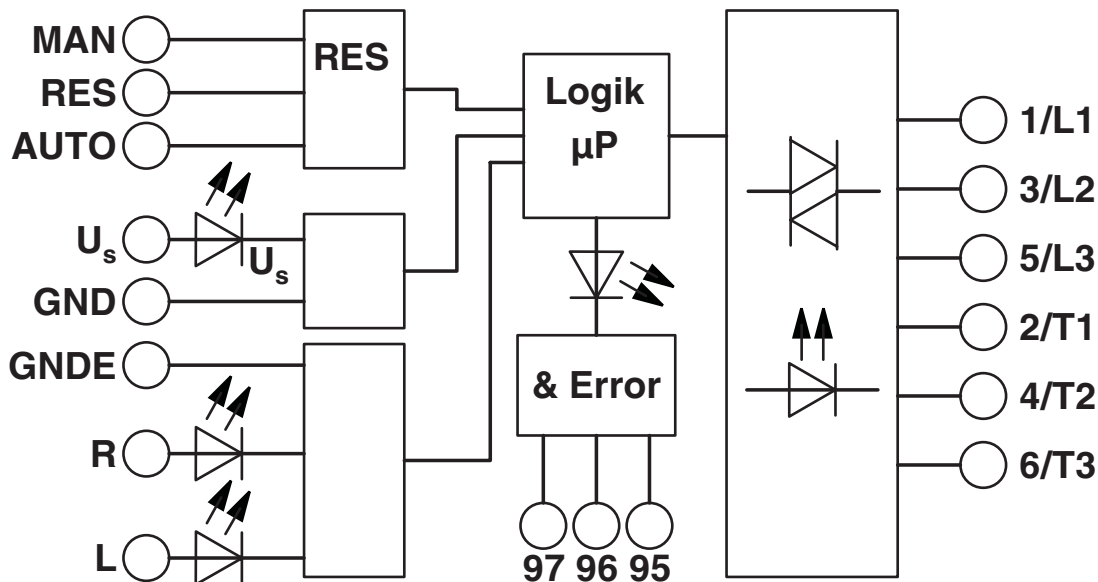 MAN
RES
AUTO
RES
Us
Us
GND
GNDE
R
L
Logik
µP
& Error
97 96 95
1/L1
3/L2
5/L3
2/T1
4/T2
6/T3